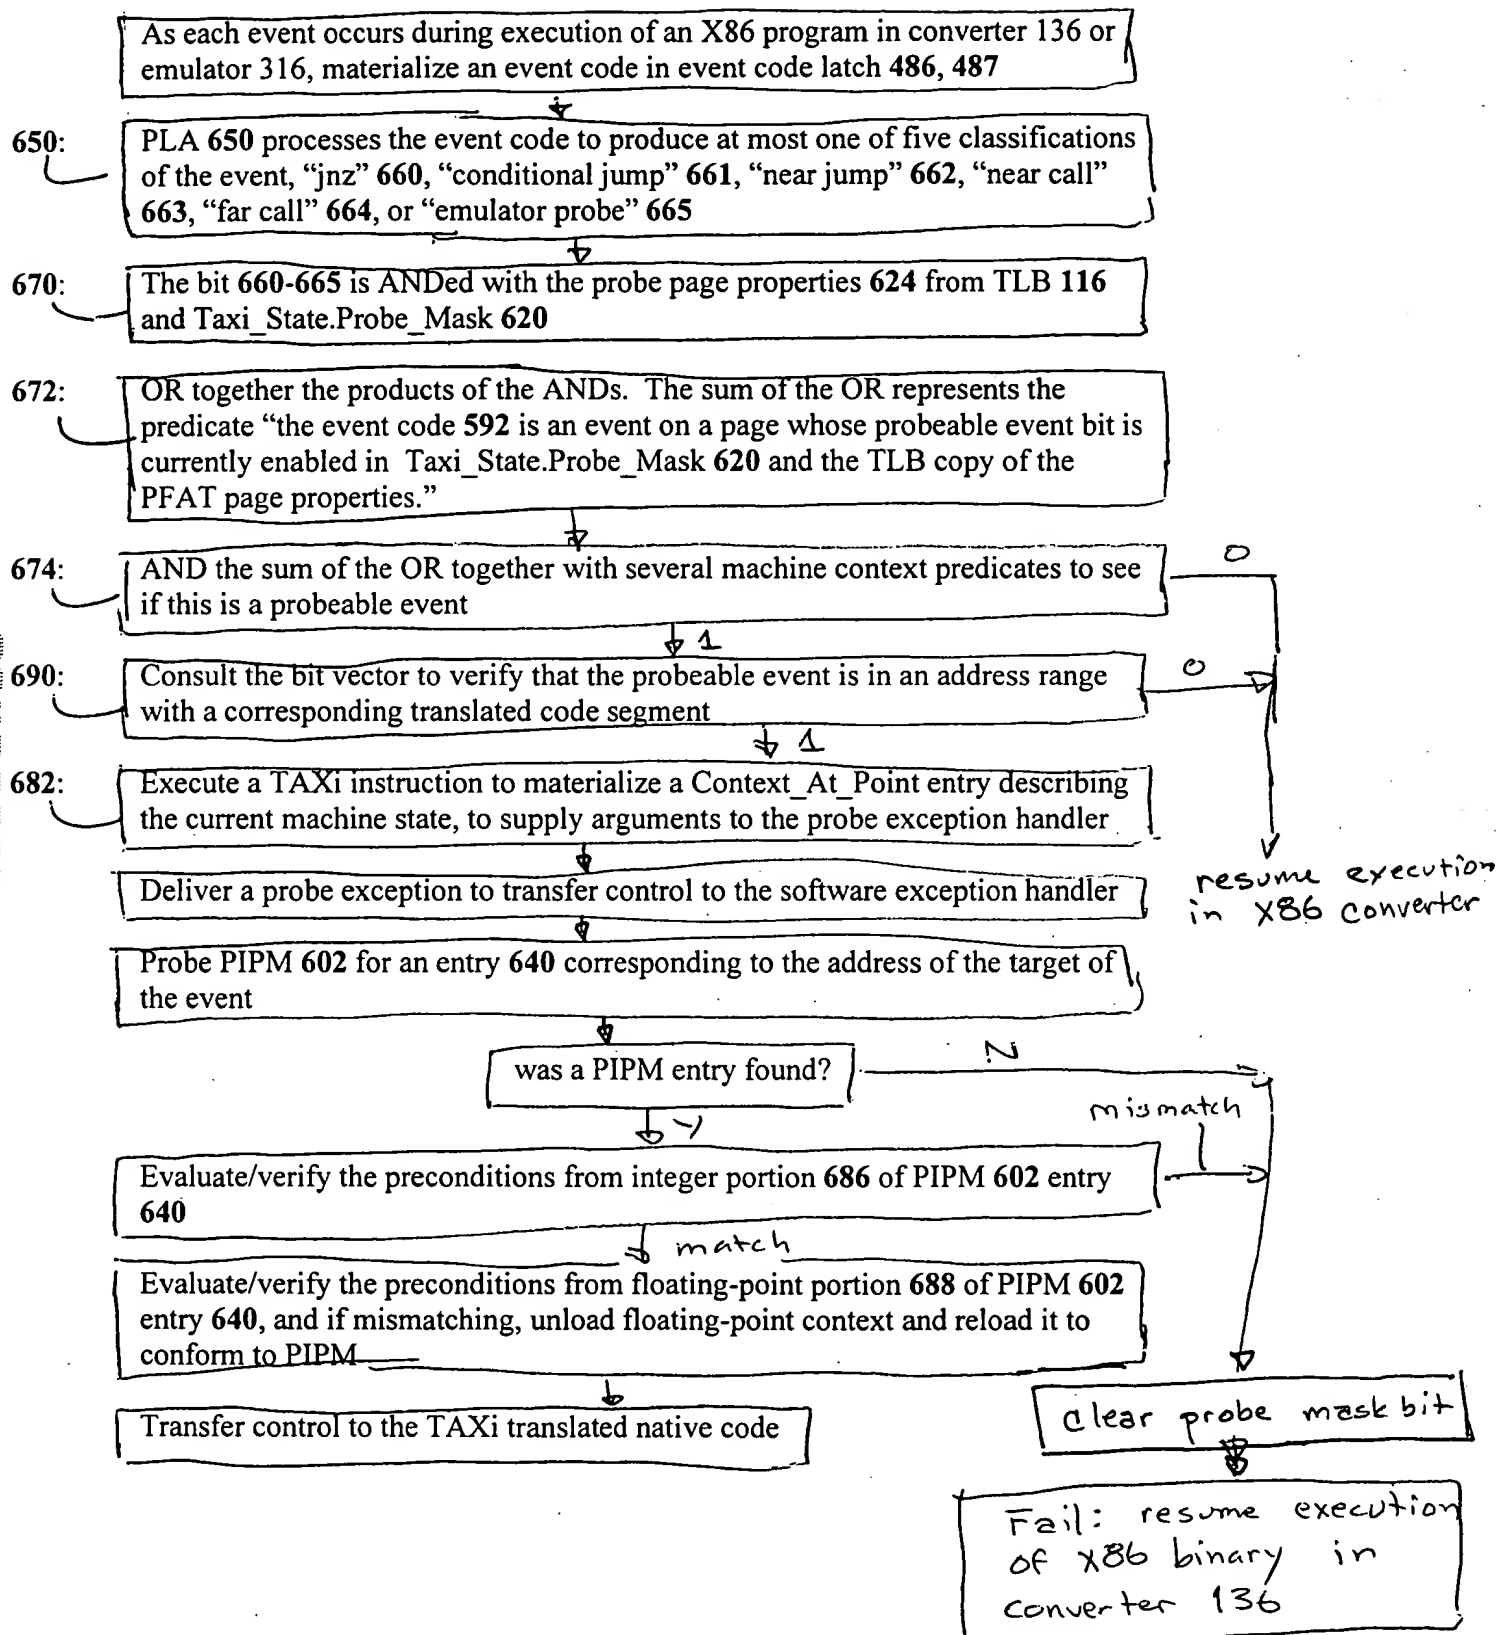 As each event occurs during execution of an X86 program in converter 136 or
emulator 316, materialize an event code in event code latch 486, 487
650:
PLA 650 processes the event code to produce at most one of five classifications
of the event, “jnz” 660, “conditional jump” 661, “near jump” 662, “near call”
663, “far call” 664, or “emulator probe” 665
670:
The bit 660-665 is ANDed with the probe page properties 624 from TLB 116
and Taxi_State.Probe_Mask 620
672:
OR together the products of the ANDs. The sum of the OR represents the
predicate “the event code 592 is an event on a page whose probeable event bit is
currently enabled in Taxi_State.Probe_Mask 620 and the TLB copy of the
PFAT page properties.”
674:
AND the sum of the OR together with several machine context predicates to see
if this is a probeable event
0
1
690:
Consult the bit vector to verify that the probeable event is in an address range
with a corresponding translated code segment
0
1
682:
Execute a TAXi instruction to materialize a Context_At_Point entry describing
the current machine state, to supply arguments to the probe exception handler
resume execution
in X86 converter
Deliver a probe exception to transfer control to the software exception handler
Probe PIPM 602 for an entry 640 corresponding to the address of the target of
the event
was a PIPM entry found?
N
Y
mismatch
Evaluate/verify the preconditions from integer portion 686 of PIPM 602 entry
640
match
Evaluate/verify the preconditions from floating-point portion 688 of PIPM 602
entry 640, and if mismatching, unload floating-point context and reload it to
conform to PIPM
Transfer control to the TAXi translated native code
clear probe mask bit
Fail: resume execution
of X86 binary in
converter 136